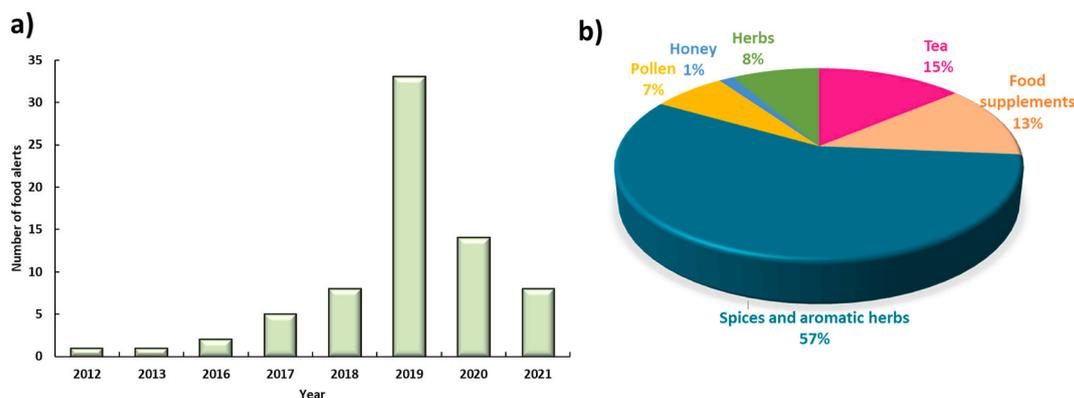 a)
35
30
25
20
15
10
5
0
Number of food alerts
2012 2013 2016 2017 2018 2019 2020 2021
Year
b)
Herbs
8%
Honey
1%
Pollen
7%
Tea
15%
Food
supplements
13%
Spices and aromatic herbs
57%